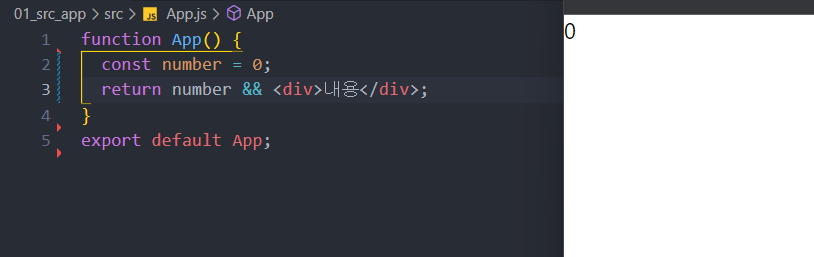 01_src_app > src > JS App.js > App
1 function App() {
2 const number = 0;
3 return number && <div>내용</div>;
4 }
5 export default App;
0